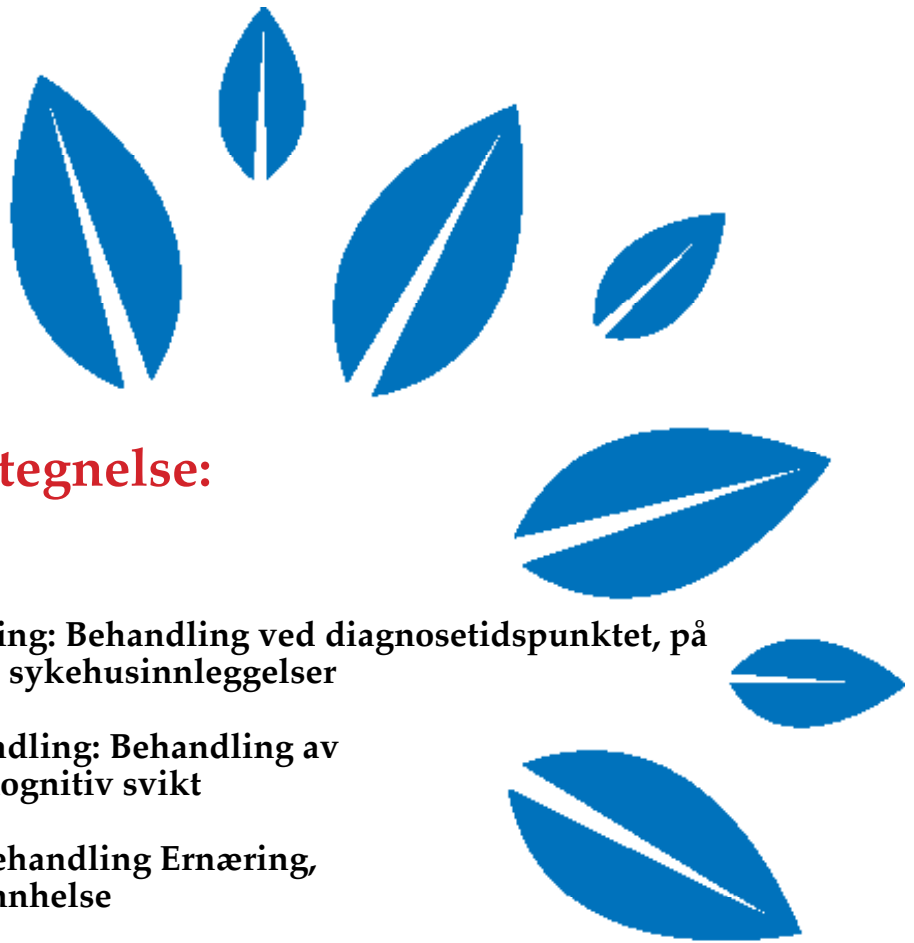 tegnelse:
ing: Behandling ved diagnosetidspunktet, på
sykehusinnleggelser
ndling: Behandling av
ognitiv svikt
ehandling Ernæring,
nnhelse